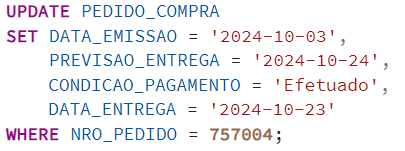 UPDATE PEDIDO_COMPRA
SET DATA_EMISSAO = '2024-10-03',
PREVISAO_ENTREGA = '2024-10-24',
CONDICAO_PAGAMENTO = 'Efetuado',
DATA_ENTREGA = '2024-10-23'
WHERE NRO_PEDIDO = 757004;